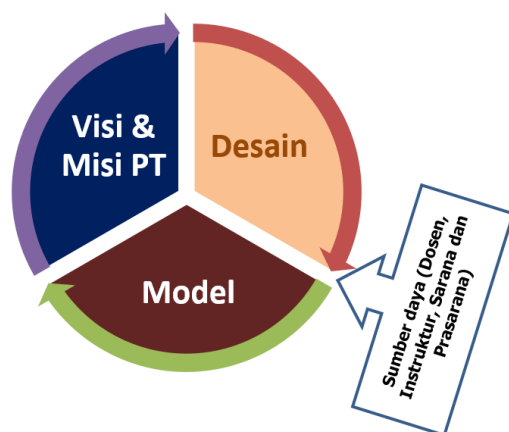 Visi &
Misi PT
Desain
Model
Sumber daya (Dosen,
Instruktur, Sarana dan
Prasarana)